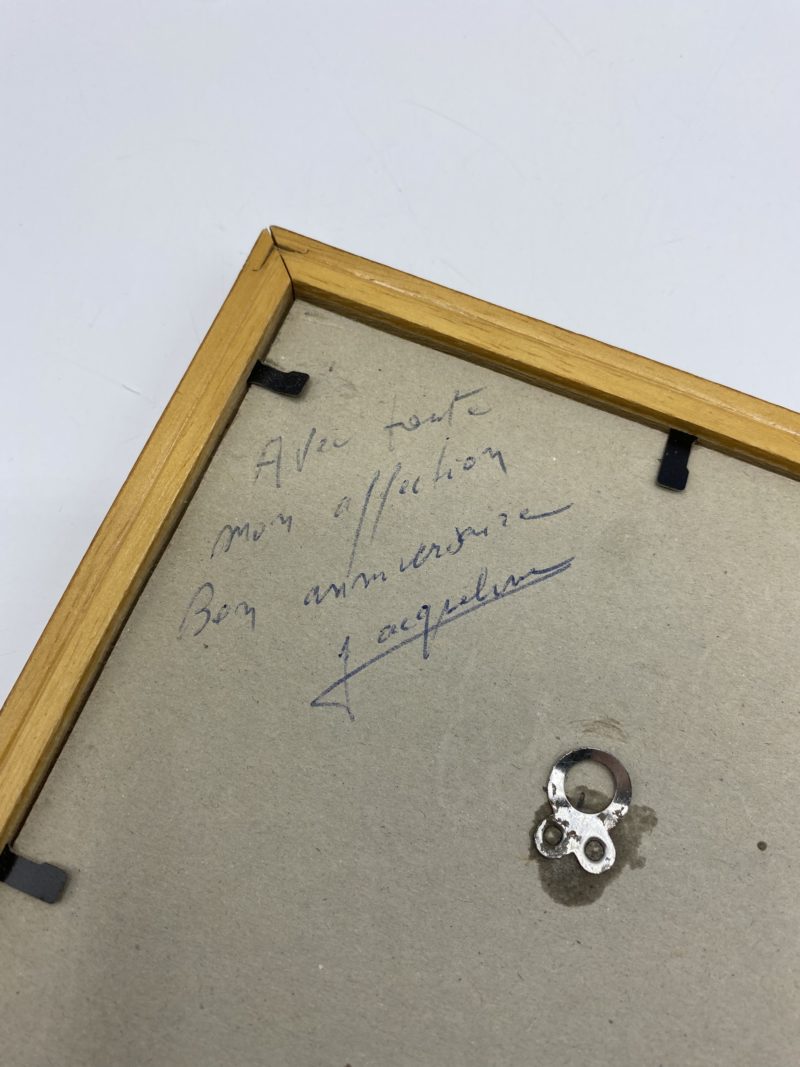 Avec toute
mon affection
Bon anniversaire
Jacqueline